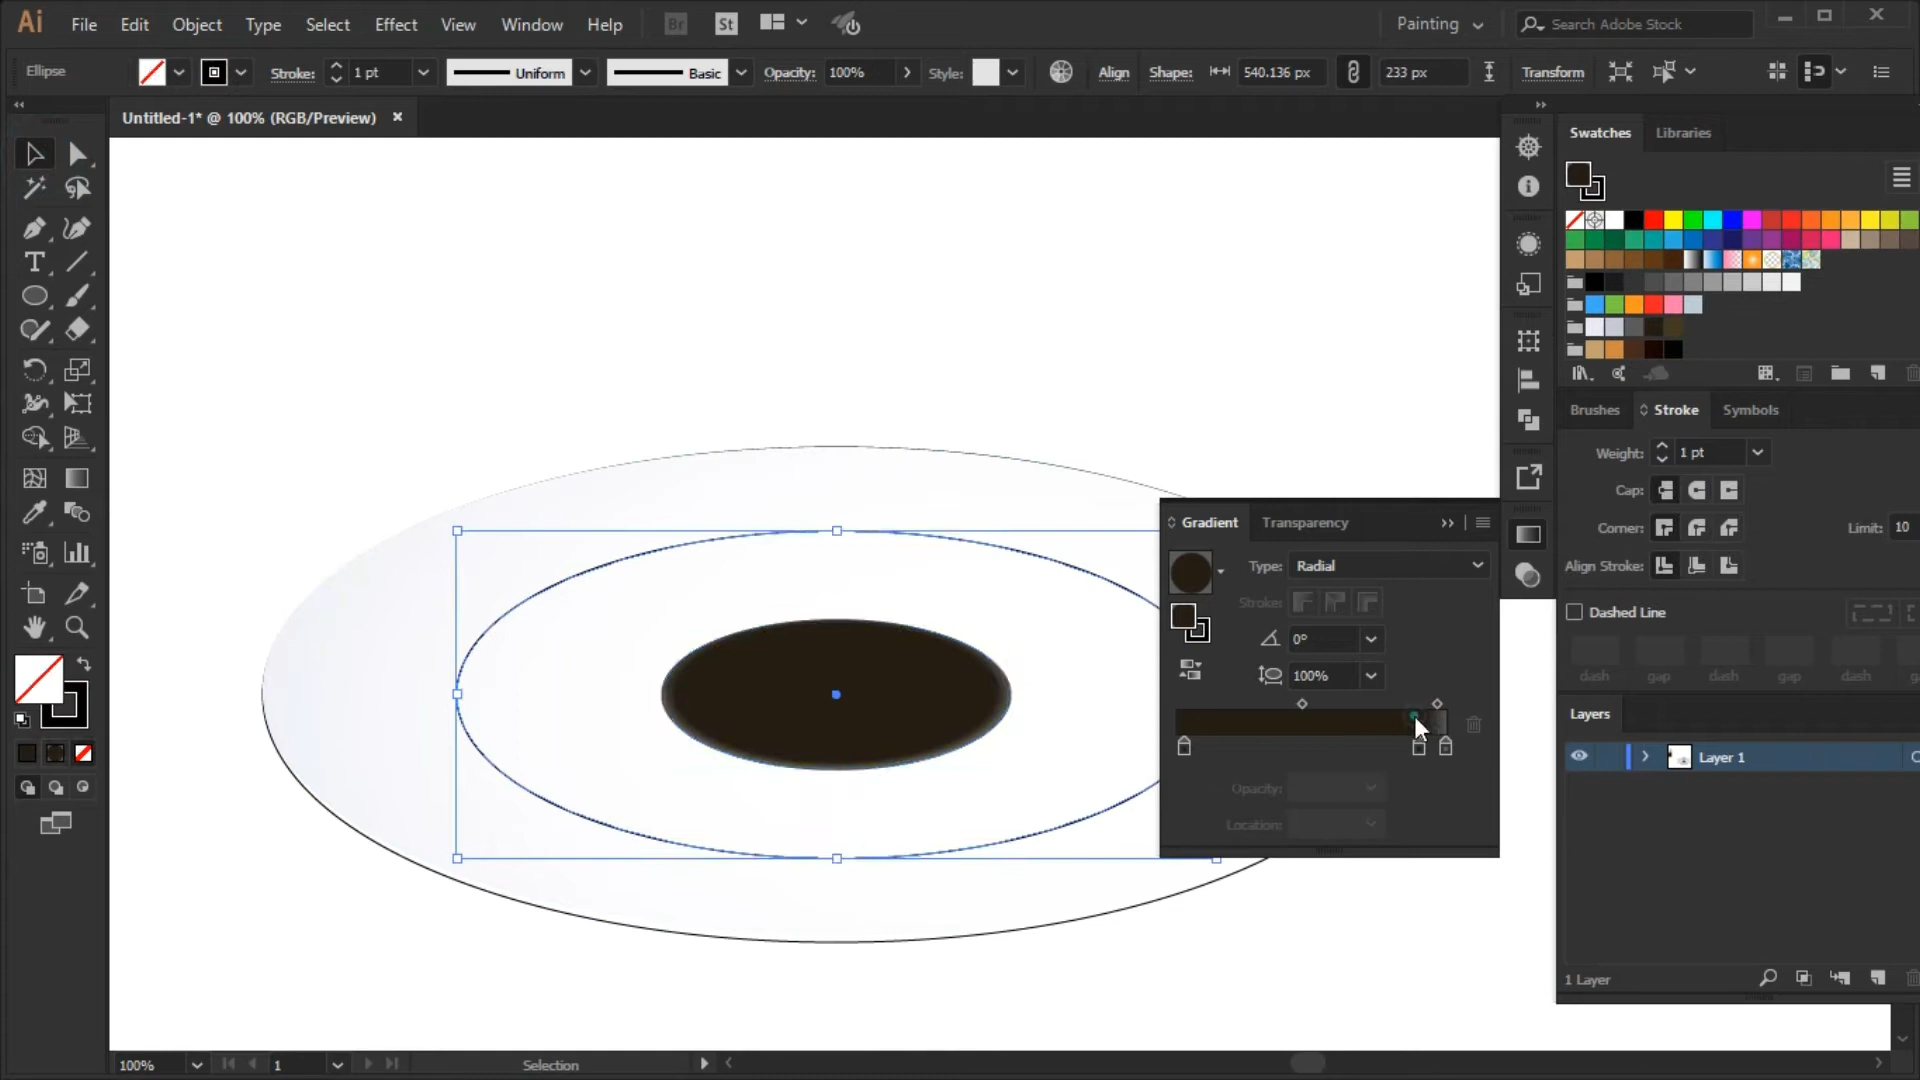 Ai File Edit Object Type Select Effect View Window Help Br St Painting Search Adobe Stock
Ellipse Stroke: 1 pt Uniform Basic Opacity: 100% Style: Align Shape: 540.136 px 233 px Transform
Untitled-1* @ 100% (RGB/Preview)
Swatches Libraries
Brushes Stroke Symbols
Weight: 1 pt
Cap:
Corner: Limit: 10
Align Stroke:
Dashed Line
dash gap dash gap dash
Gradient Transparency
Type: Radial
Stroke:
0°
100%
Opacity:
Location:
Layers
Layer 1
1 Layer
100% 1 Selection